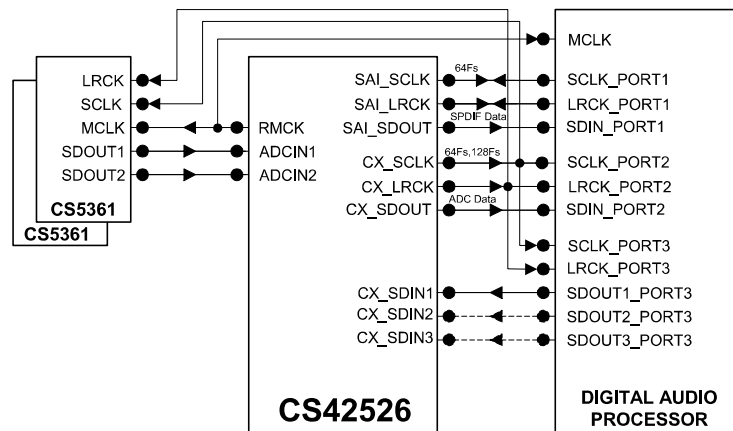 LRCK
SCLK
MCLK
SDOUT1
SDOUT2
CS5361
CS5361
RMCK
ADCIN1
ADCIN2
SAI_SCLK
SAI_LRCK
SAI_SDOUT
CX_SCLK
CX_LRCK
CX_SDOUT
CX_SDIN1
CX_SDIN2
CX_SDIN3
CS42526
64Fs
SPDIF Data
64Fs,128Fs
ADC Data
MCLK
SCLK_PORT1
LRCK_PORT1
SDIN_PORT1
SCLK_PORT2
LRCK_PORT2
SDIN_PORT2
SCLK_PORT3
LRCK_PORT3
SDOUT1_PORT3
SDOUT2_PORT3
SDOUT3_PORT3
DIGITAL AUDIO
PROCESSOR